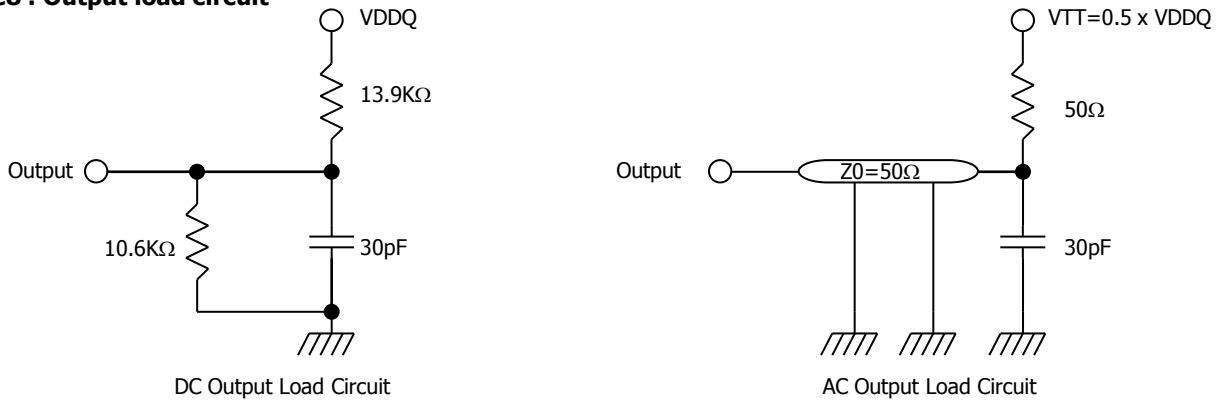 : Output load circuit
VDDQ
13.9KΩ
Output
10.6KΩ
30pF
DC Output Load Circuit
VTT=0.5 x VDDQ
50Ω
Output
Z0=50Ω
30pF
AC Output Load Circuit